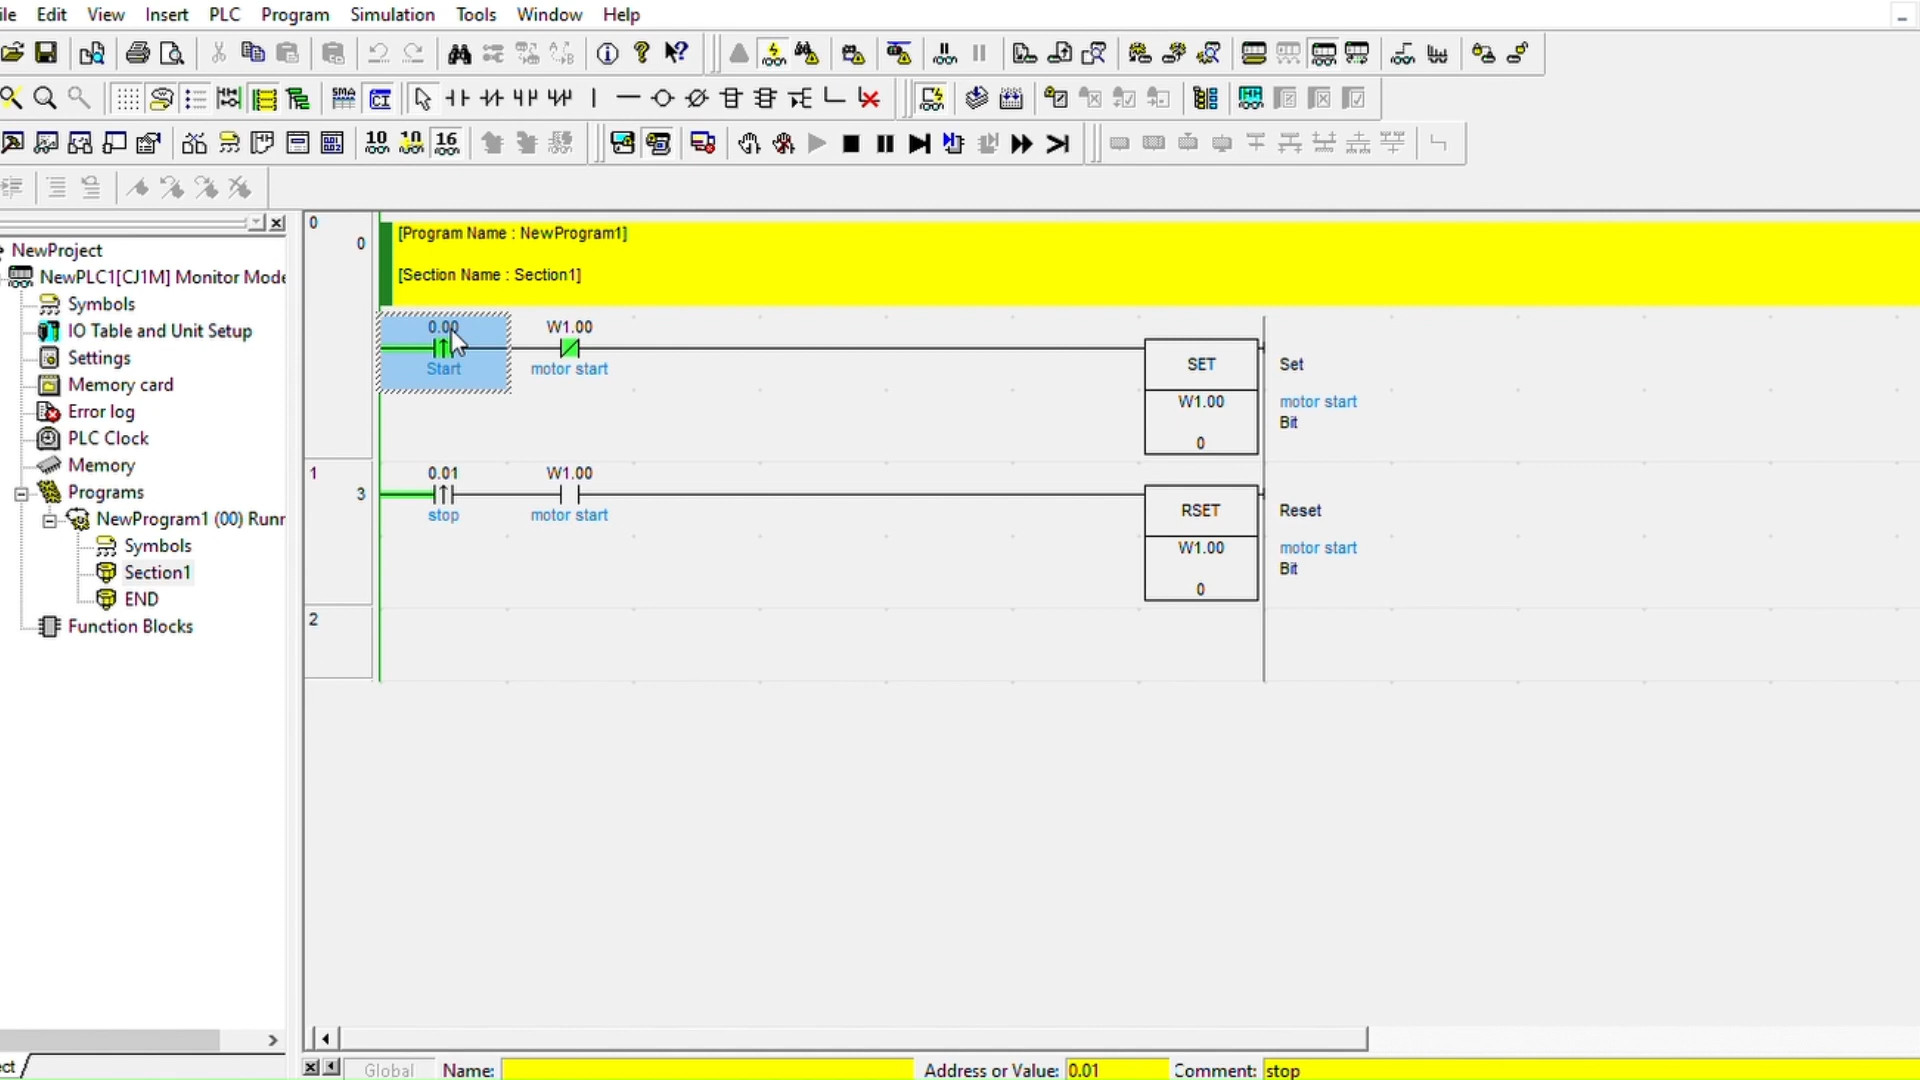 ile Edit View Insert PLC Program Simulation Tools Window Help
SMA CI
10 10 16
NewProject
NewPLC1[CJ1M] Monitor Mode
Symbols
IO Table and Unit Setup
Settings
Memory card
Error log
PLC Clock
Memory
Programs
NewProgram1 (00) Runr
Symbols
Section1
END
Function Blocks
ect
0
0
[Program Name : NewProgram1]
[Section Name : Section1]
0.00 W1.00
Start motor start
SET Set
W1.00 motor start
Bit
0
1
3
0.01 W1.00
stop motor start
RSET Reset
W1.00 motor start
Bit
0
2
Global Name: Address or Value: 0.01 Comment: stop